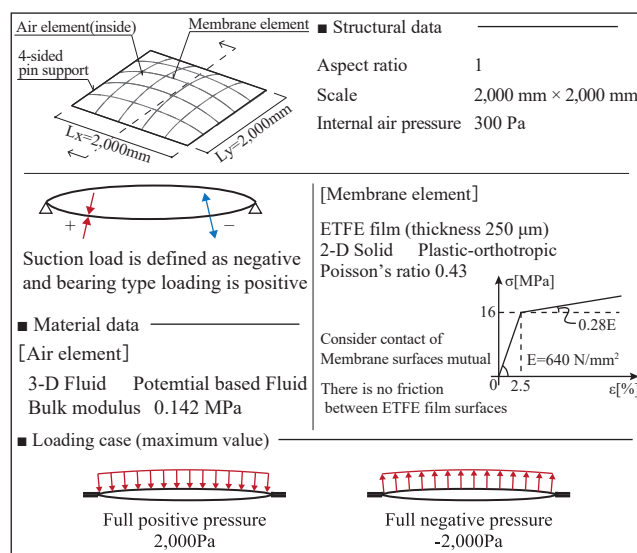 Air element(inside)
Membrane element
4-sided
pin support
Lx=2,000mm
Ly=2,000mm
■ Structural data
Aspect ratio 1
Scale 2,000 mm × 2,000 mm
Internal air pressure 300 Pa
+
−
Suction load is defined as negative
and bearing type loading is positive
■ Material data
[Air element]
3-D Fluid Potmtial based Fluid
Bulk modulus 0.142 MPa
[Membrane element]
ETFE film (thickness 250 μm)
2-D Solid Plastic-orthotropic
Poisson's ratio 0.43
σ[MPa]
16
0.28E
Consider contact of
Membrane surfaces mutual
E=640 N/mm²
0 2.5 ε[%]
There is no friction
between ETFE film surfaces
■ Loading case (maximum value)
Full positive pressure
2,000Pa
Full negative pressure
-2,000Pa